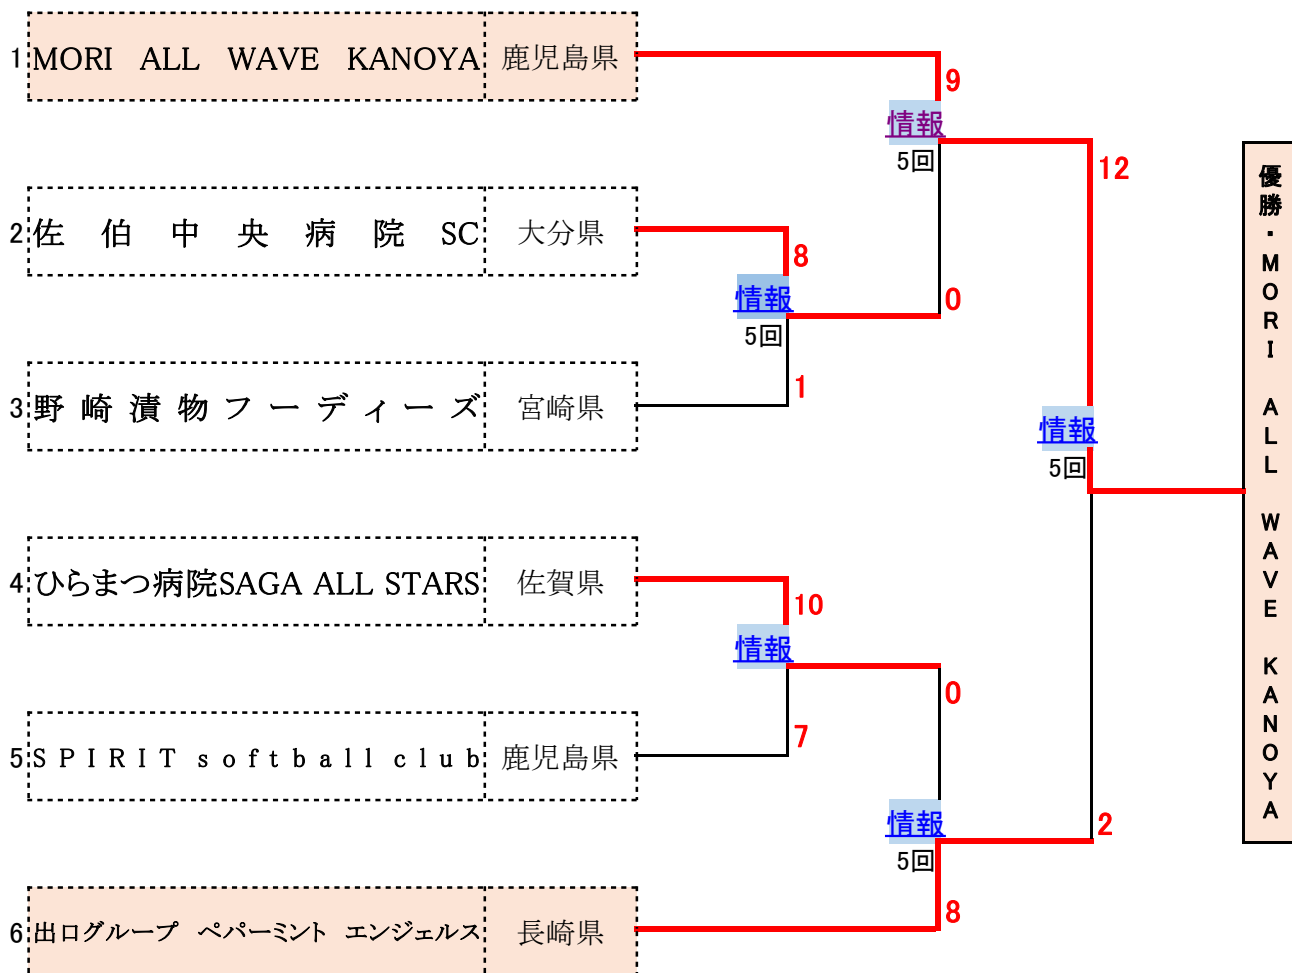 1 MORI ALL WAVE KANOYA 鹿児島県
9
情報
5回
12
2 佐伯中央病院SC 大分県
8
情報
5回
0
3 野崎漬物フーディーズ 宮崎県
1
情報
5回
4 ひらまつ病院SAGA ALL STARS 佐賀県
10
情報
0
5 SPIRIT softball club 鹿児島県
7
情報
5回
2
6 出口グループ ペパーミント エンジェルス 長崎県
8
優勝・MORI ALL WAVE KANOYA